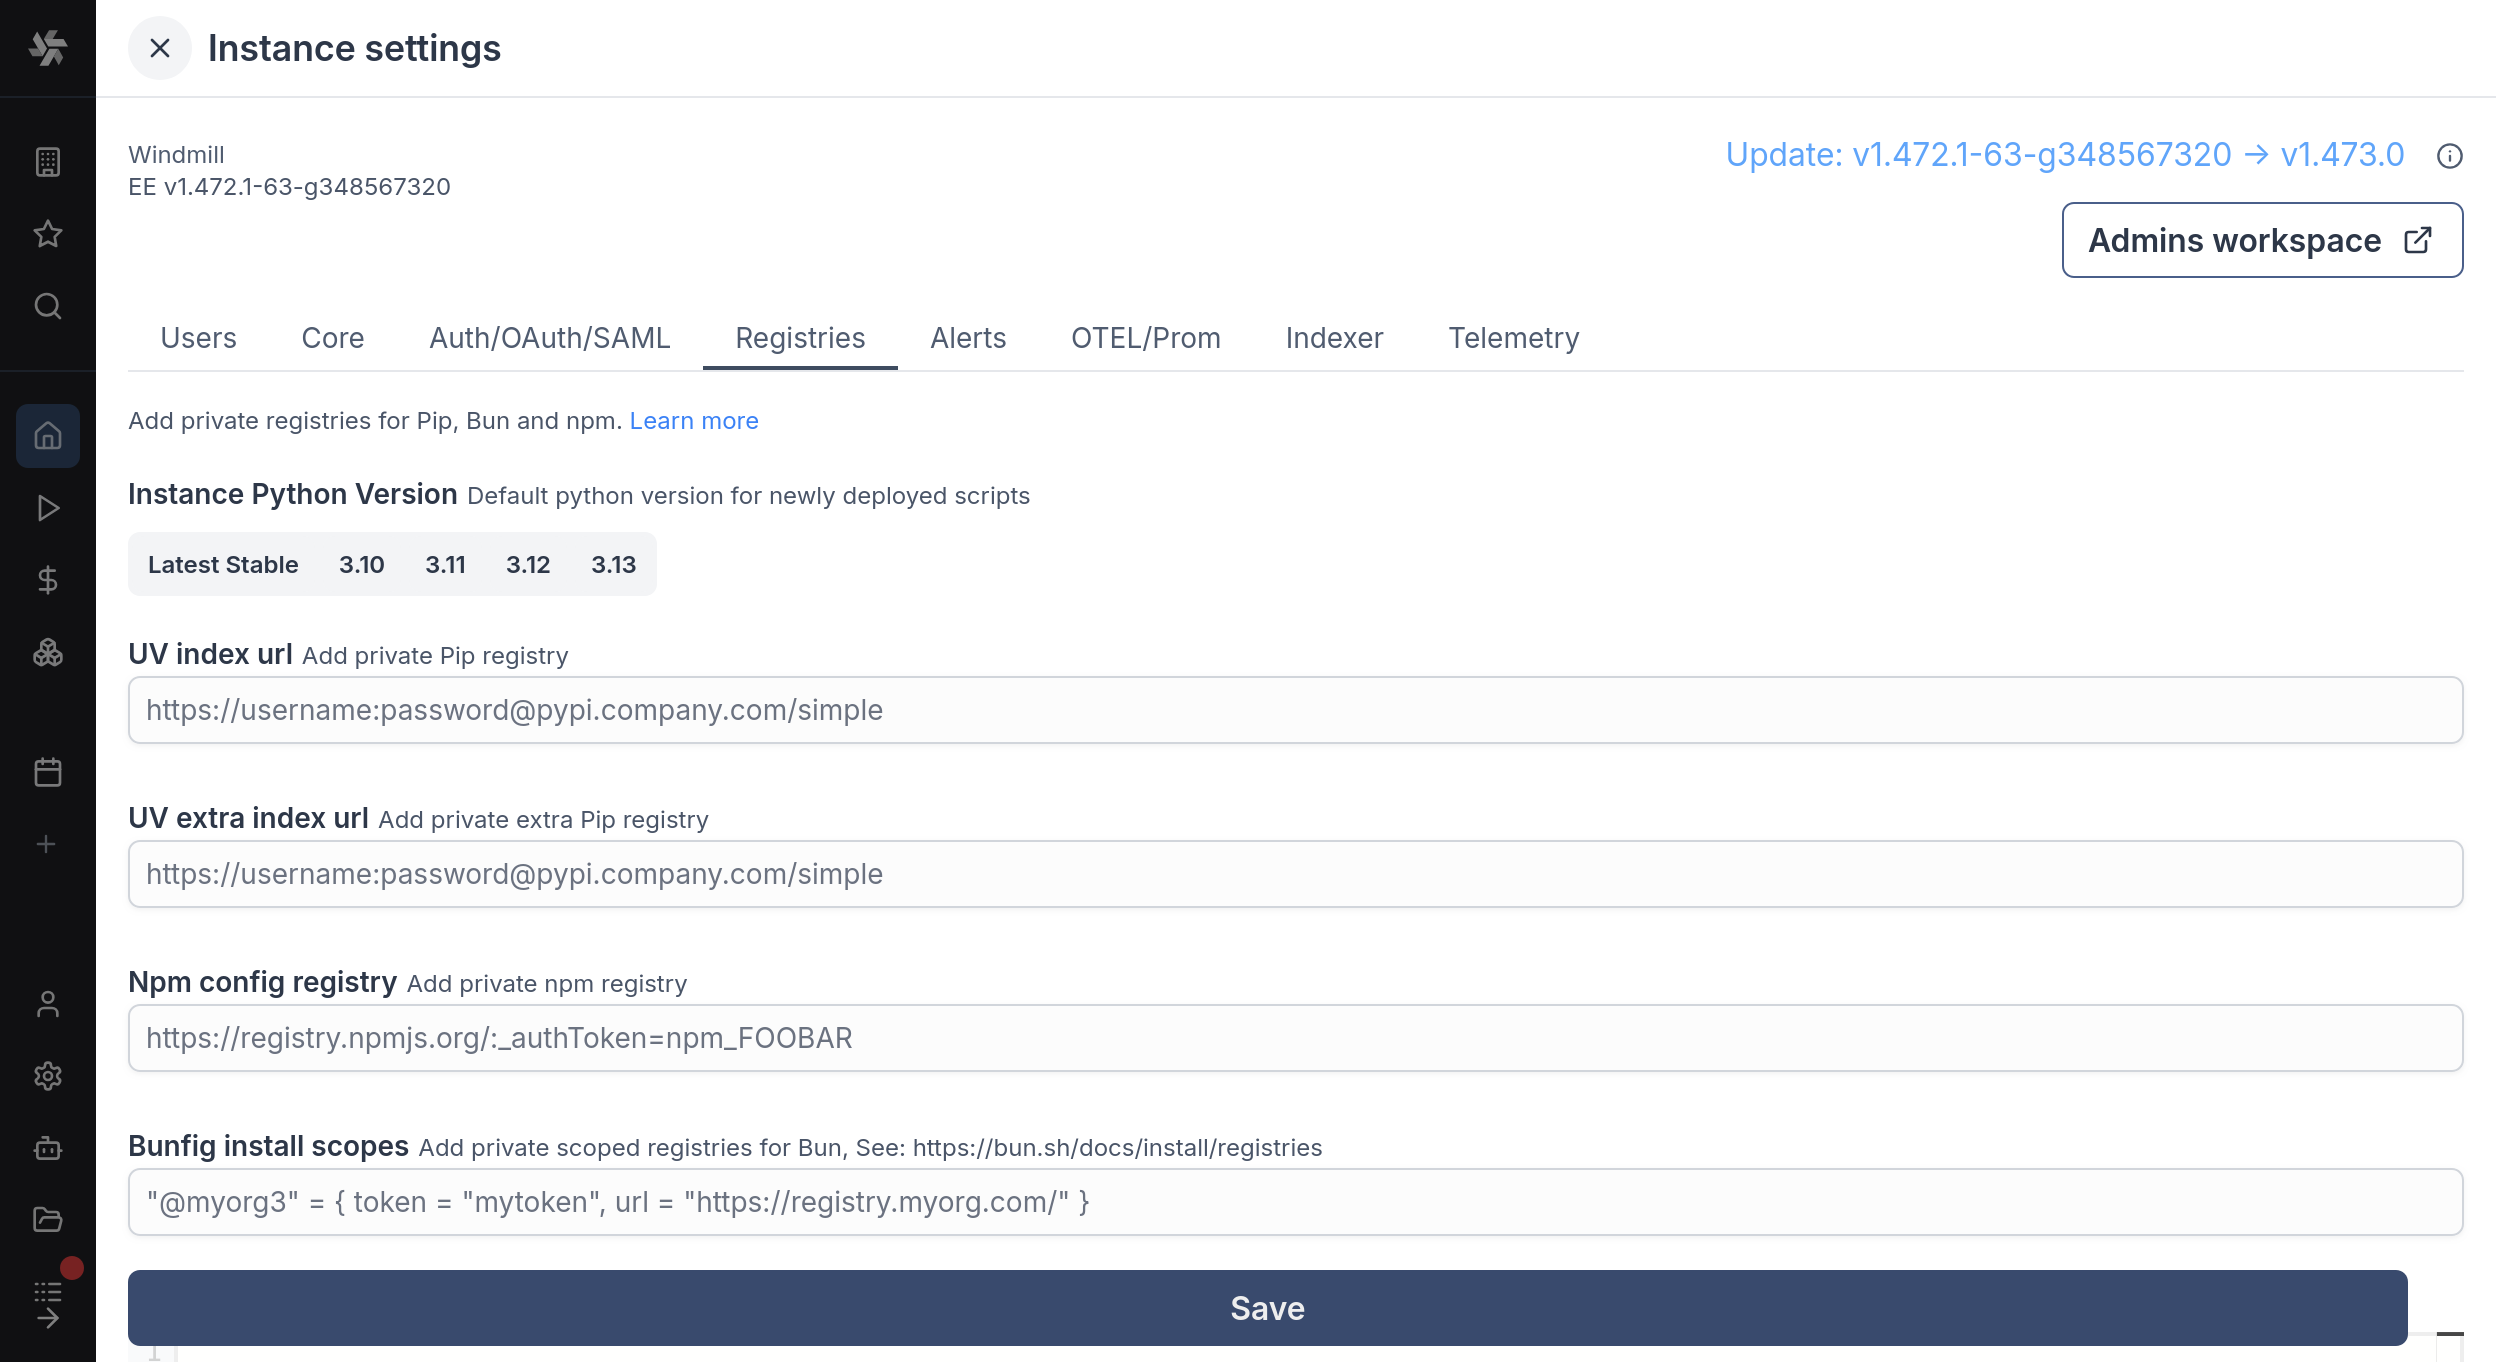 Instance settings
Windmill
EE v1.472.1-63-g348567320
Update: v1.472.1-63-g348567320 → v1.473.0
Admins workspace
Users Core Auth/OAuth/SAML Registries Alerts OTEL/Prom Indexer Telemetry
Add private registries for Pip, Bun and npm. Learn more
Instance Python Version Default python version for newly deployed scripts
Latest Stable 3.10 3.11 3.12 3.13
UV index url Add private Pip registry
https://username:password@pypi.company.com/simple
UV extra index url Add private extra Pip registry
https://username:password@pypi.company.com/simple
Npm config registry Add private npm registry
https://registry.npmjs.org/:_authToken=npm_FOOBAR
Bunfig install scopes Add private scoped registries for Bun, See: https://bun.sh/docs/install/registries
"@myorg3" = { token = "mytoken", url = "https://registry.myorg.com/" }
Save
1